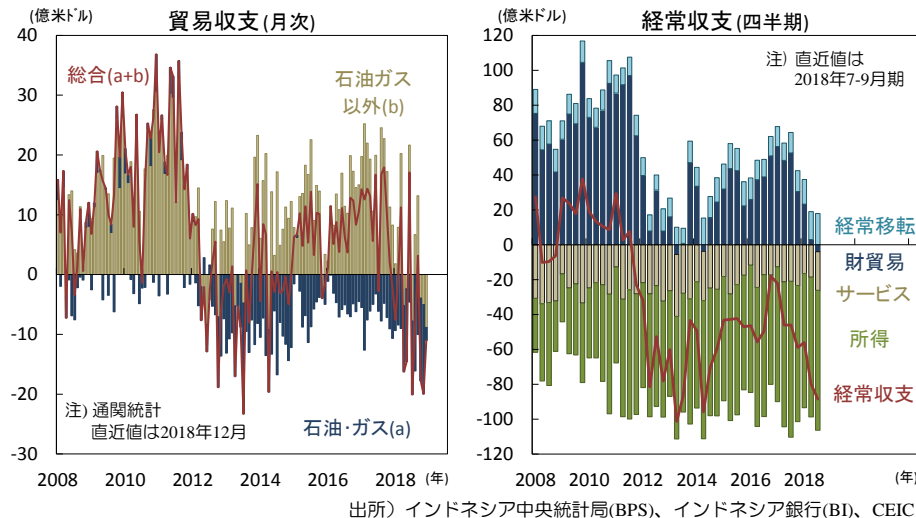 (億米ドル)
貿易収支(月次)
40
30
20
10
0
-10
-20
-30
総合(a+b)
石油ガス
以外(b)
注) 通関統計
直近値は2018年12月
石油・ガス(a)
2008 2010 2012 2014 2016 2018 (年)
(億米ドル)
経常収支(四半期)
120
100
80
60
40
20
0
-20
-40
-60
-80
-100
-120
注) 直近値は
2018年7-9月期
経常移転
財貿易
サービス
所得
経常収支
2008 2010 2012 2014 2016 2018 (年)
出所）インドネシア中央統計局(BPS)、インドネシア銀行(BI)、CEIC